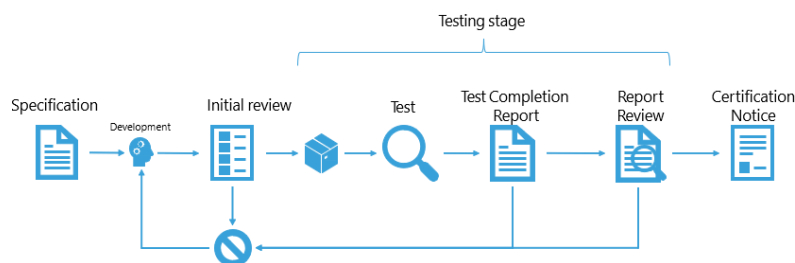 Testing stage
Specification
Development
Initial review
Test
Test Completion
Report
Report
Review
Certification
Notice